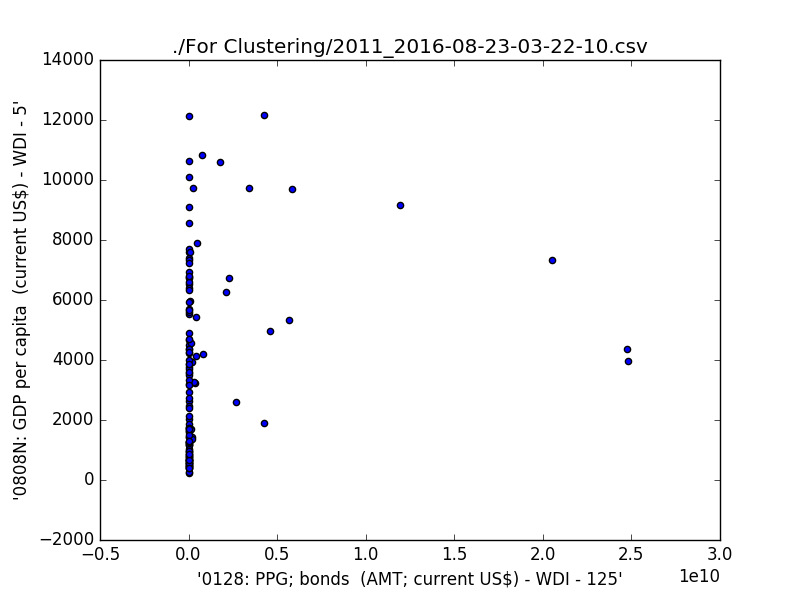 ./For Clustering/2011_2016-08-23-03-22-10.csv
'0808N: GDP per capita  (current US$) - WDI - 5'
14000
12000
10000
8000
6000
4000
2000
0
−2000
−0.5 0.0 0.5 1.0 1.5 2.0 2.5 3.0
1e10
'0128: PPG; bonds  (AMT; current US$) - WDI - 125'